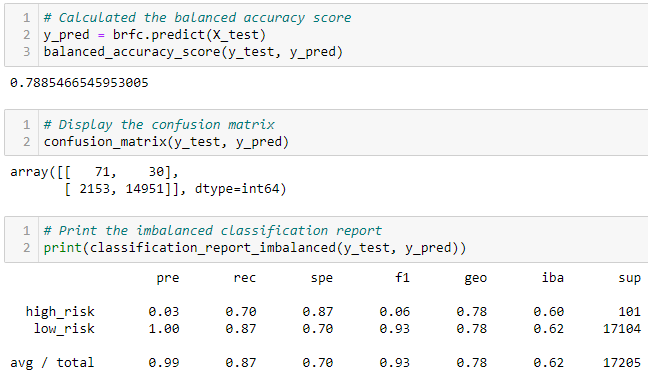 1 # Calculated the balanced accuracy score
2 y_pred = brfc.predict(X_test)
3 balanced_accuracy_score(y_test, y_pred)
0.7885466545953005
1 # Display the confusion matrix
2 confusion_matrix(y_test, y_pred)
array([[   71,    30],
       [ 2153, 14951]], dtype=int64)
1 # Print the imbalanced classification report
2 print(classification_report_imbalanced(y_test, y_pred))
pre rec spe f1 geo iba sup
high_risk 0.03 0.70 0.87 0.06 0.78 0.60 101
low_risk 1.00 0.87 0.70 0.93 0.78 0.62 17104
avg / total 0.99 0.87 0.70 0.93 0.78 0.62 17205